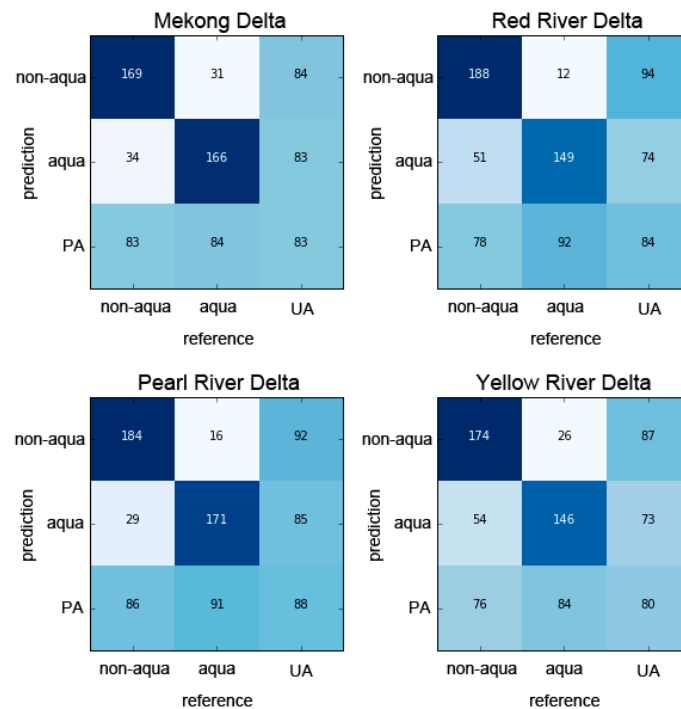 Mekong Delta
non-aqua 169 31 84
aqua 34 166 83
PA 83 84 83
prediction
non-aqua aqua UA
reference
Red River Delta
non-aqua 188 12 94
aqua 51 149 74
PA 78 92 84
prediction
non-aqua aqua UA
reference
Pearl River Delta
non-aqua 184 16 92
aqua 29 171 85
PA 86 91 88
prediction
non-aqua aqua UA
reference
Yellow River Delta
non-aqua 174 26 87
aqua 54 146 73
PA 76 84 80
prediction
non-aqua aqua UA
reference